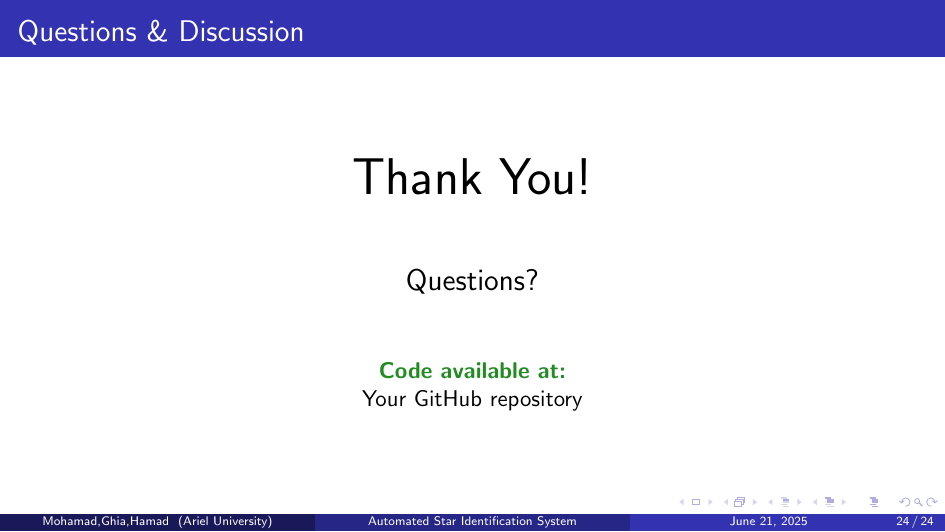 Questions & Discussion
Thank You!
Questions?
Code available at:
Your GitHub repository
Mohamad,Ghia,Hamad (Ariel University) Automated Star Identification System June 21, 2025 24 / 24